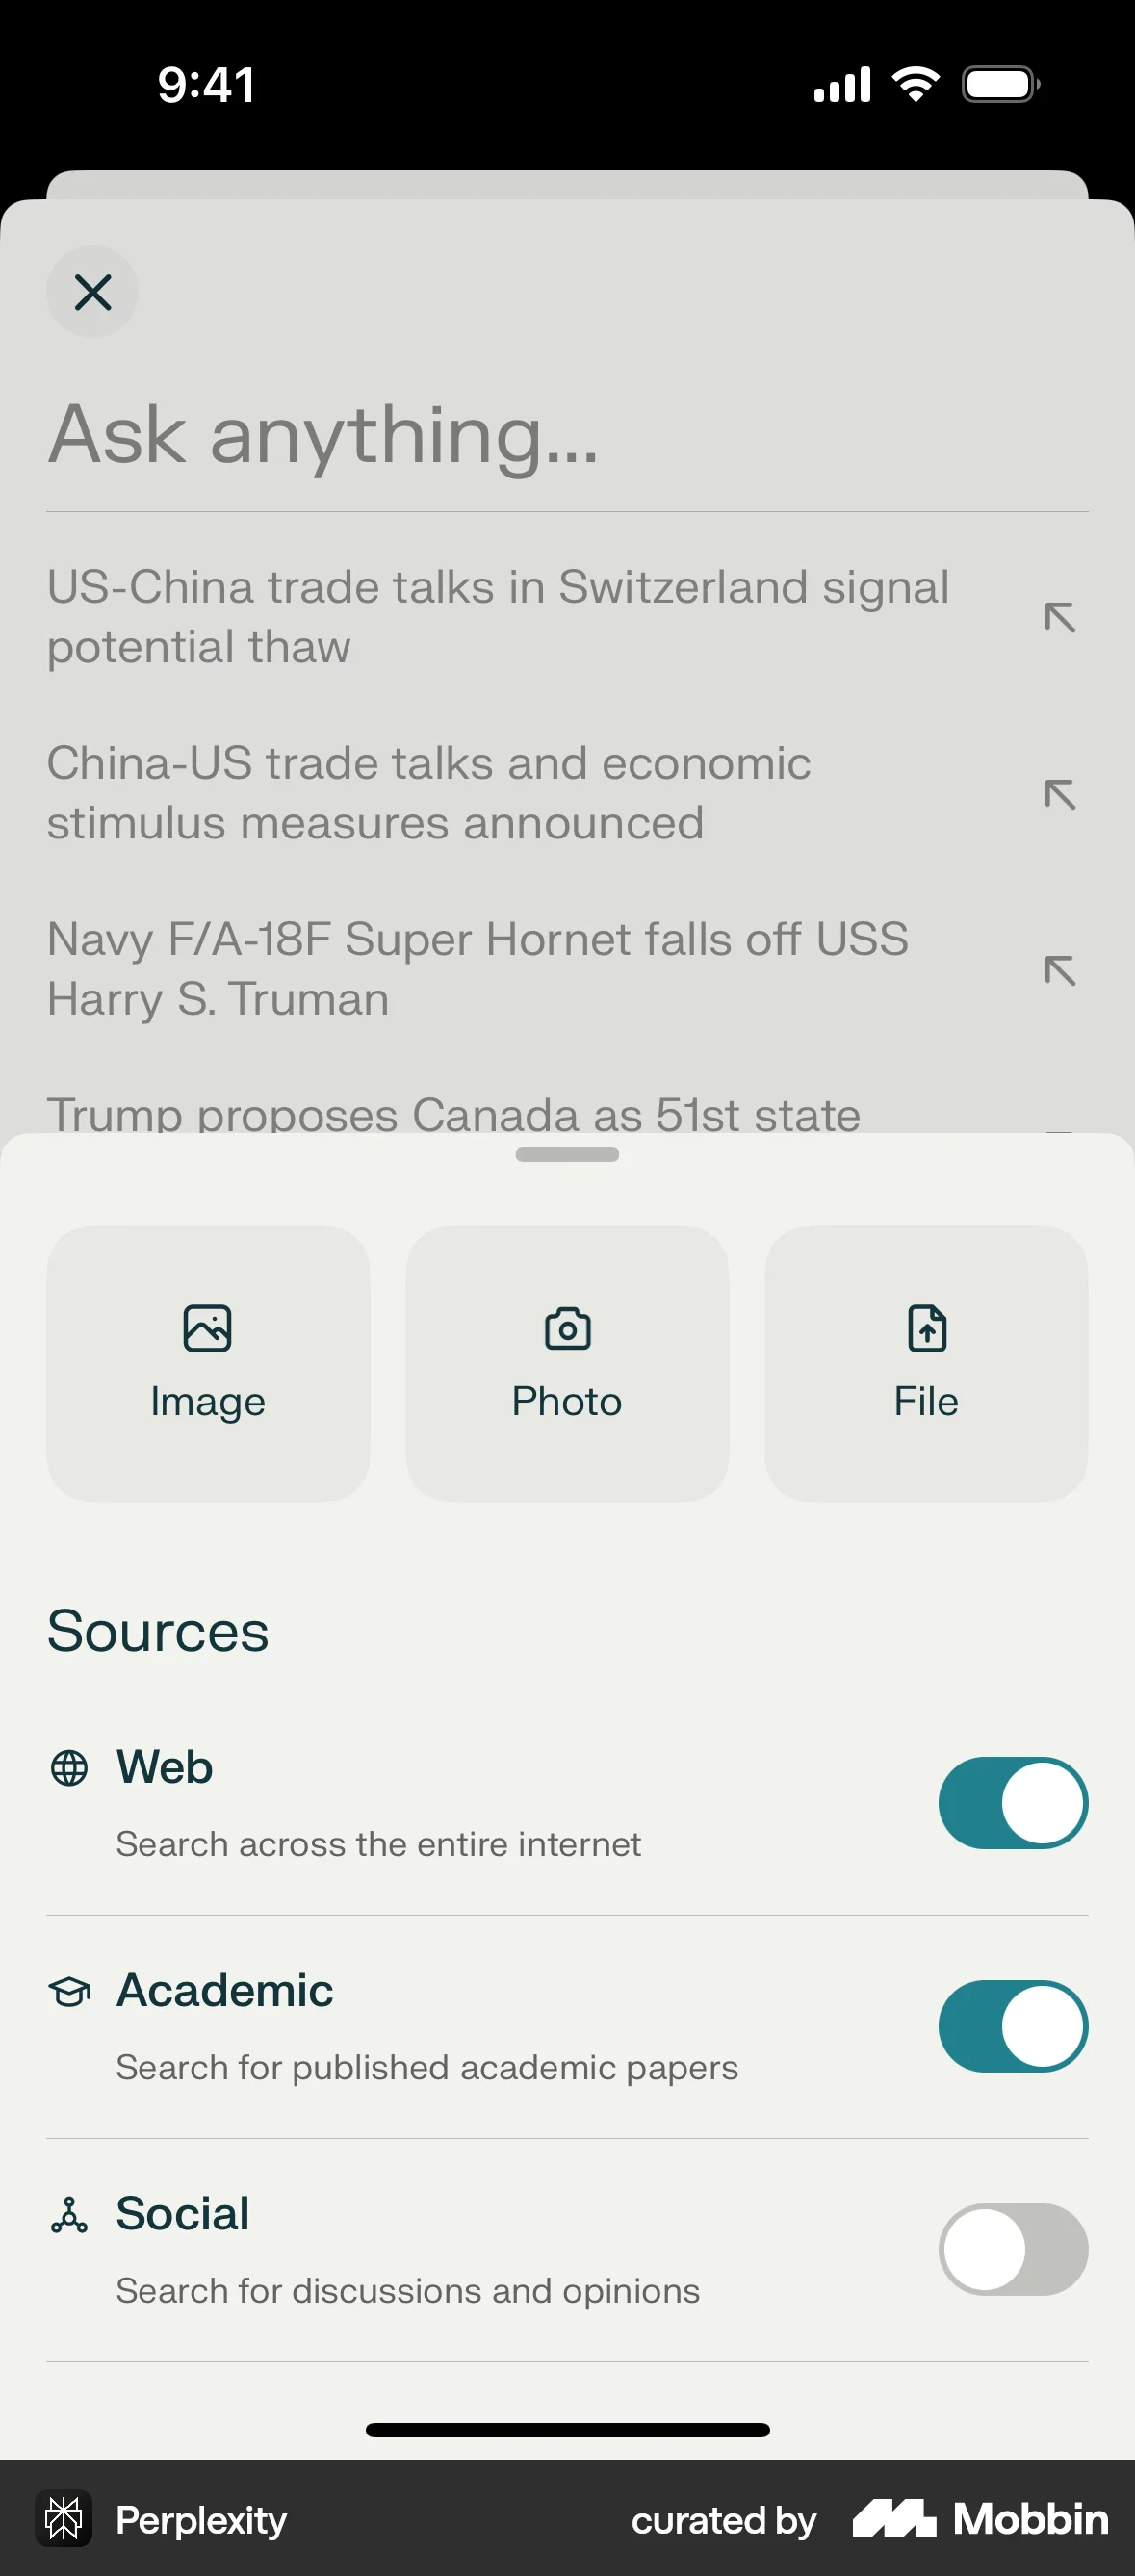 9:41
Ask anything...
US-China trade talks in Switzerland signal
potential thaw
China-US trade talks and economic
stimulus measures announced
Navy F/A-18F Super Hornet falls off USS
Harry S. Truman
Trump proposes Canada as 51st state
Image
Photo
File
Sources
Web
Search across the entire internet
Academic
Search for published academic papers
Social
Search for discussions and opinions
Perplexity
curated by
Mobbin